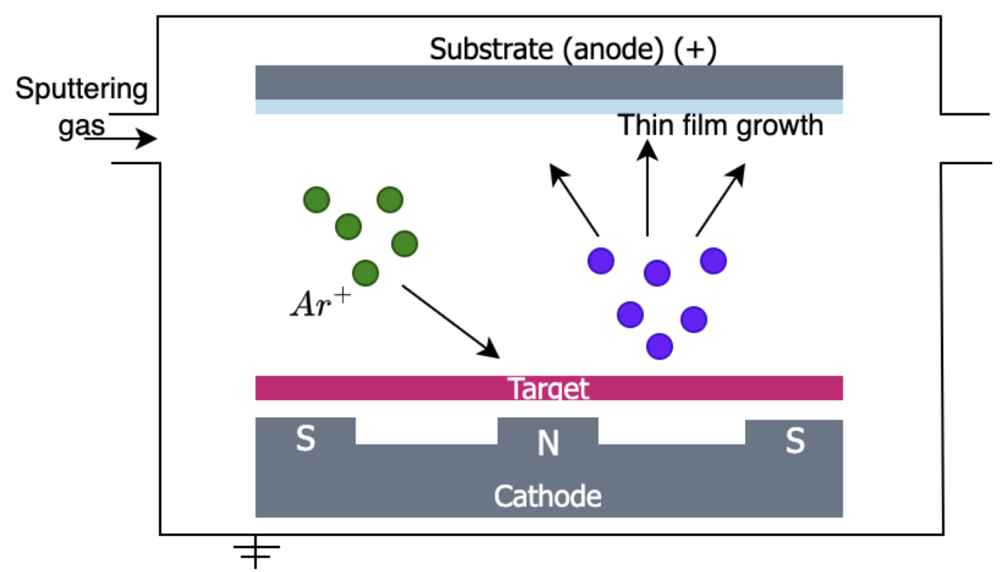 Substrate (anode) (+)
Sputtering
gas
Thin film growth
Ar⁺
Target
S
N
S
Cathode